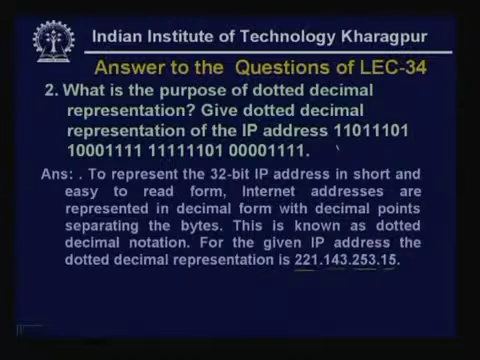 Indian Institute of Technology Kharagpur
Answer to the Questions of LEC-34
2. What is the purpose of dotted decimal
representation? Give dotted decimal
representation of the IP address 11011101
10001111 11111101 00001111.
Ans: . To represent the 32-bit IP address in short and
easy to read form, Internet addresses are
represented in decimal form with decimal points
separating the bytes. This is known as dotted
decimal notation. For the given IP address the
dotted decimal representation is 221.143.253.15.